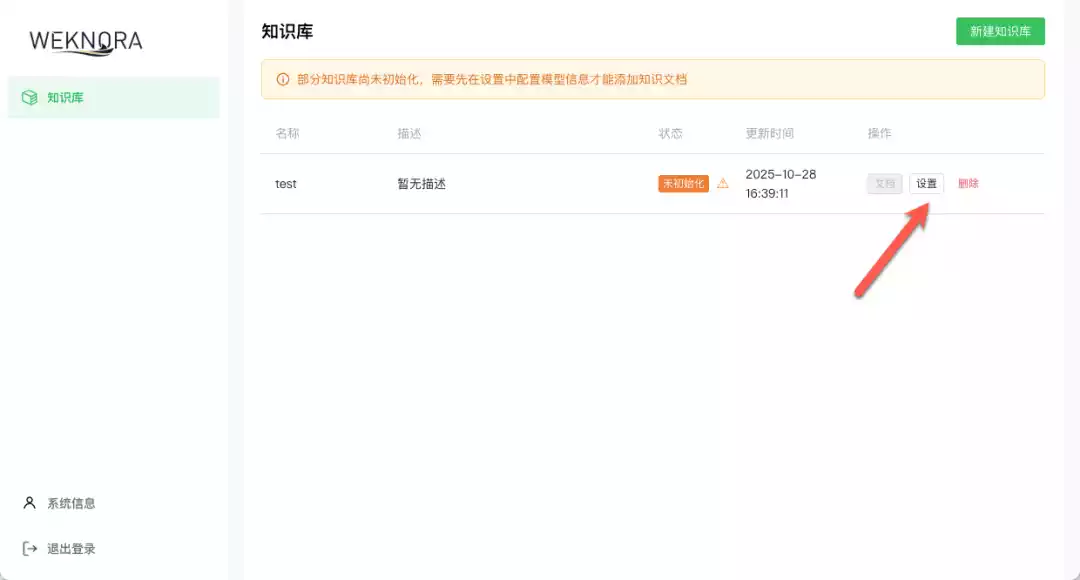 WEKNORA
知识库
知识库
新建知识库
部分知识库尚未初始化，需要先在设置中配置模型信息才能添加知识文档
名称 描述 状态 更新时间 操作
test 暂无描述 未初始化 2025-10-28 16:39:11 文档 设置 删除
系统信息
退出登录